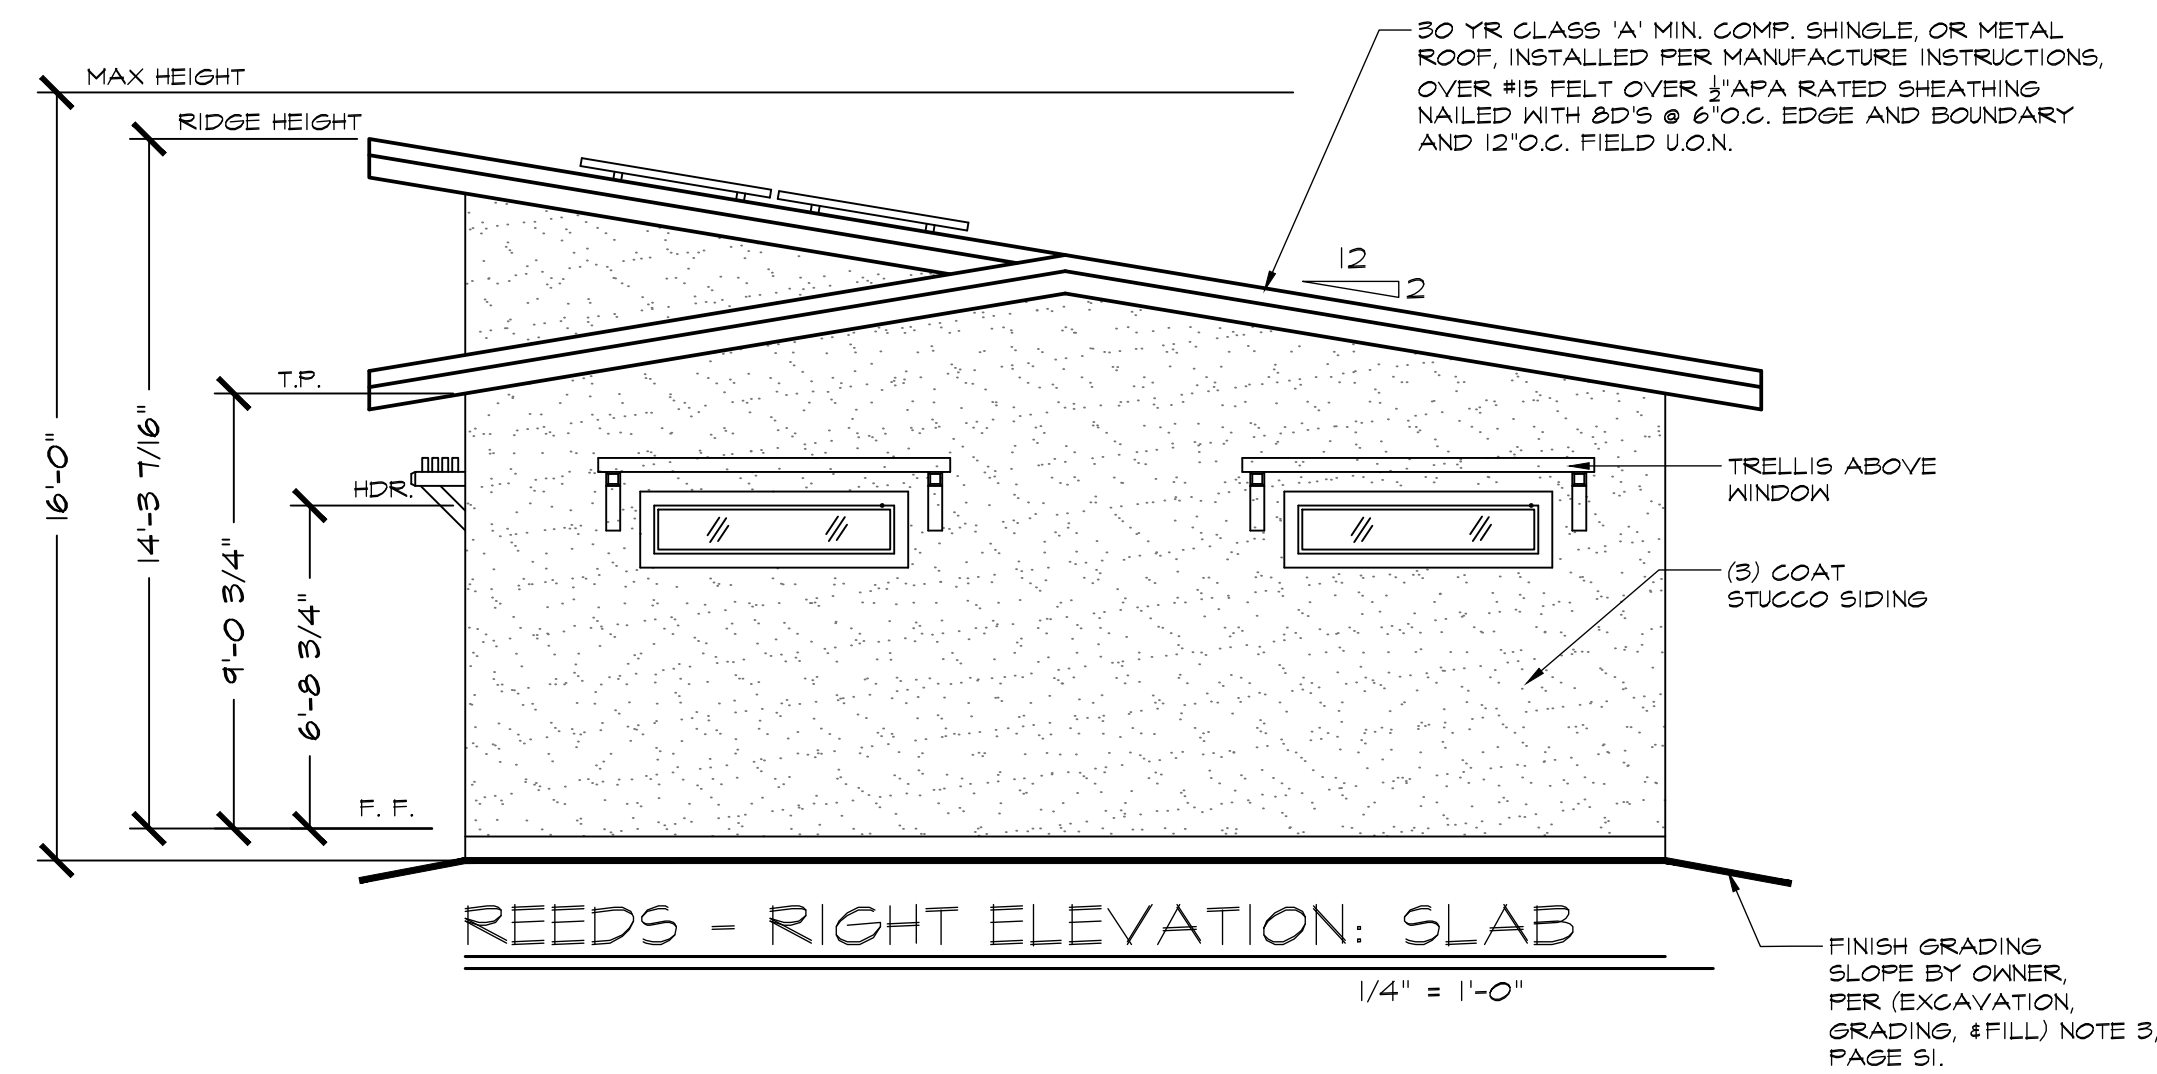 30 YR CLASS 'A' MIN. COMP. SHINGLE, OR METAL
ROOF, INSTALLED PER MANUFACTURE INSTRUCTIONS,
OVER #15 FELT OVER ½"APA RATED SHEATHING
NAILED WITH 8D'S @ 6"O.C. EDGE AND BOUNDARY
AND 12"O.C. FIELD U.O.N.
MAX HEIGHT
RIDGE HEIGHT
12
2
T.P.
HDR.
F. F.
16'-0"
14'-3 7/16"
9'-0 3/4"
6'-8 3/4"
TRELLIS ABOVE
WINDOW
(3) COAT
STUCCO SIDING
REEDS - RIGHT ELEVATION: SLAB
1/4" = 1'-0"
FINISH GRADING
SLOPE BY OWNER,
PER (EXCAVATION,
GRADING, &FILL) NOTE 3,
PAGE S1.